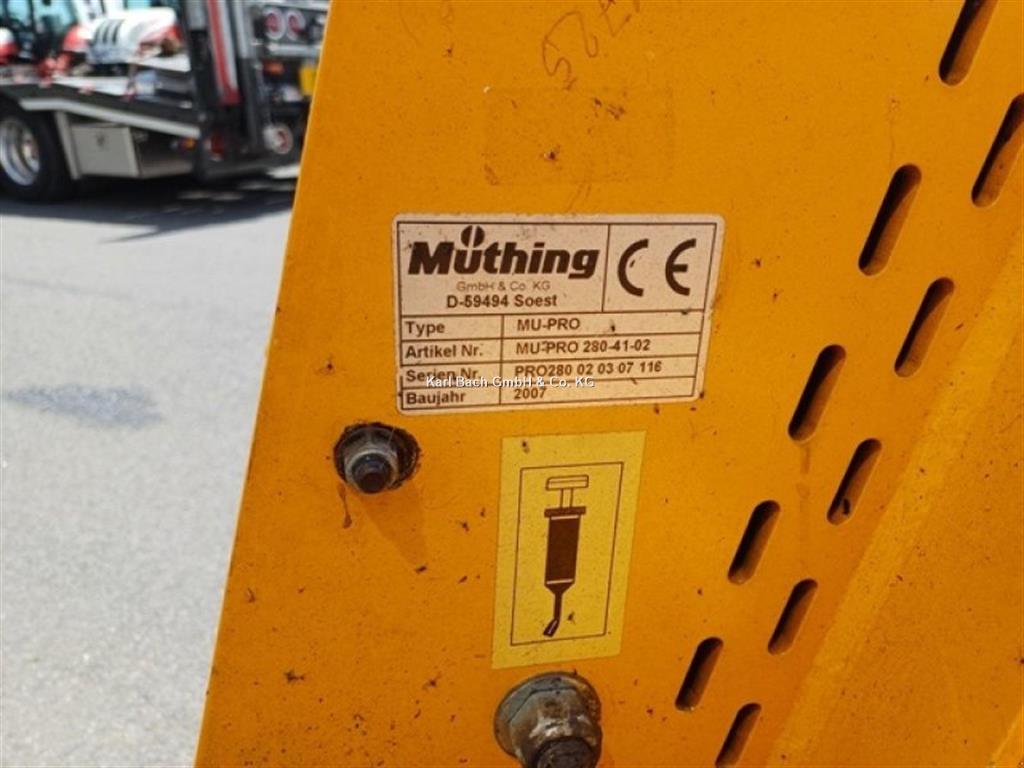 Müthing
GmbH & Co. KG
D-59494 Soest
CE
Type MU-PRO
Artikel Nr. MU-PRO 280-41-02
Serien Nr. PRO280 02 03 07 116
Karl Bach GmbH & Co. KG
Baujahr 2007